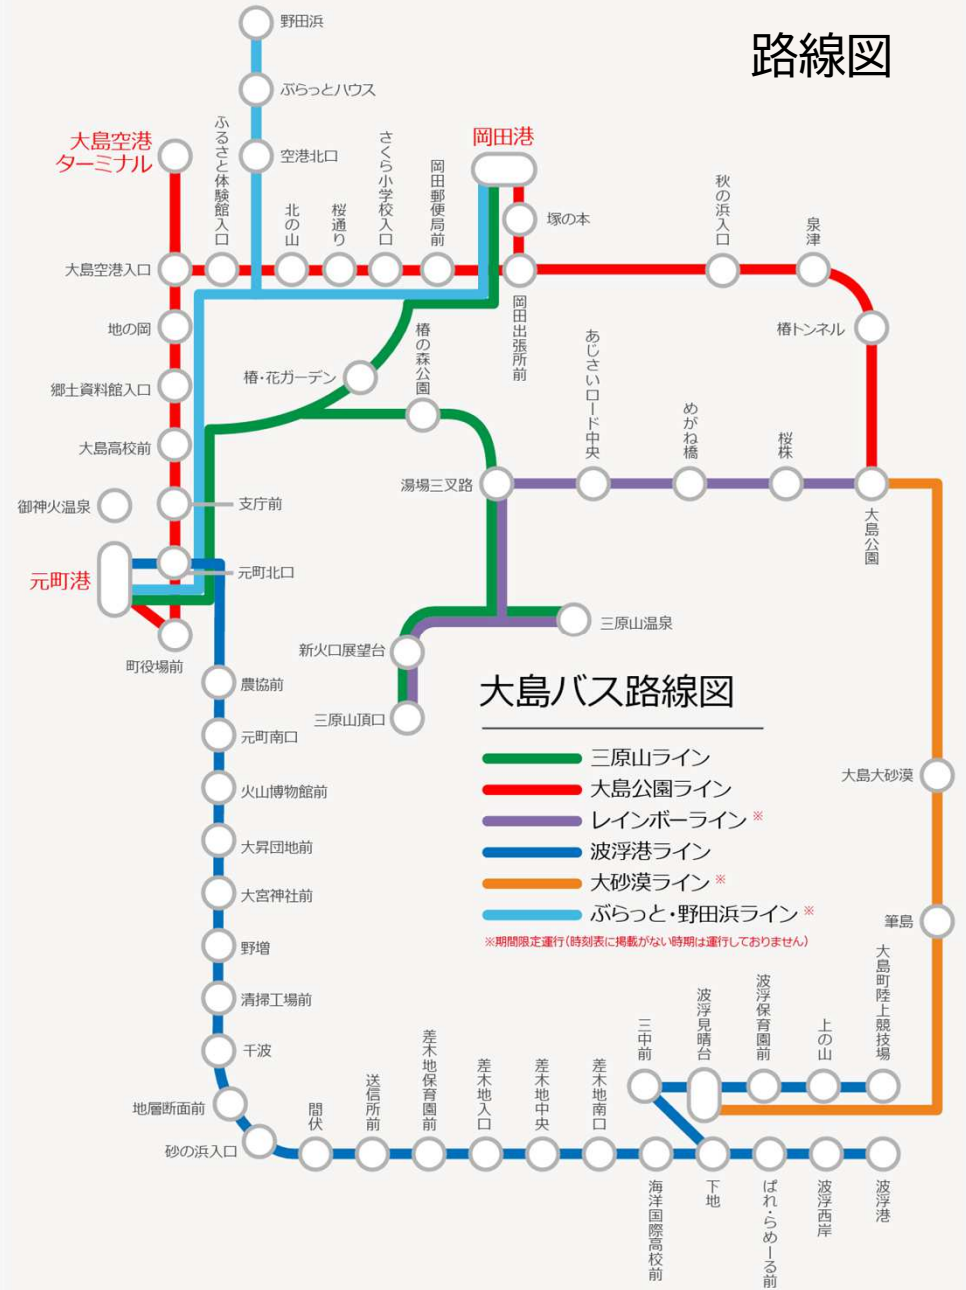 路線図
野田浜
ぶらっとハウス
空港北口
大島空港
ターミナル
ふるさと体験館入口
北の山
桜通り
さくら小学校入口
岡田郵便局前
岡田港
塚の本
秋の浜入口
泉津
大島空港入口
岡田出張所前
地の岡
椿トンネル
椿・花ガーデン
椿の森公園
郷土資料館入口
大島高校前
あじさいロード中央
めがね橋
桜株
湯場三叉路
大島公園
御神火温泉
支庁前
元町港
元町北口
町役場前
三原山温泉
新火口展望台
三原山頂口
農協前
元町南口
火山博物館前
大昇団地前
大宮神社前
野増
清掃工場前
千波
地層断面前
砂の浜入口
大島バス路線図
三原山ライン
大島公園ライン
レインボーライン ※
波浮港ライン
大砂漠ライン ※
ぶらっと・野田浜ライン ※
※期間限定運行（時刻表に掲載がない時期は運行しておりません）
大島大砂漠
筆島
三中前
波浮見晴台
波浮保育園前
上の山
大島町陸上競技場
間伏
送信所前
差木地保育園前
差木地入口
差木地中央
差木地南口
海洋国際高校前
下地
ぱれ・らめーる前
波浮西岸
波浮港